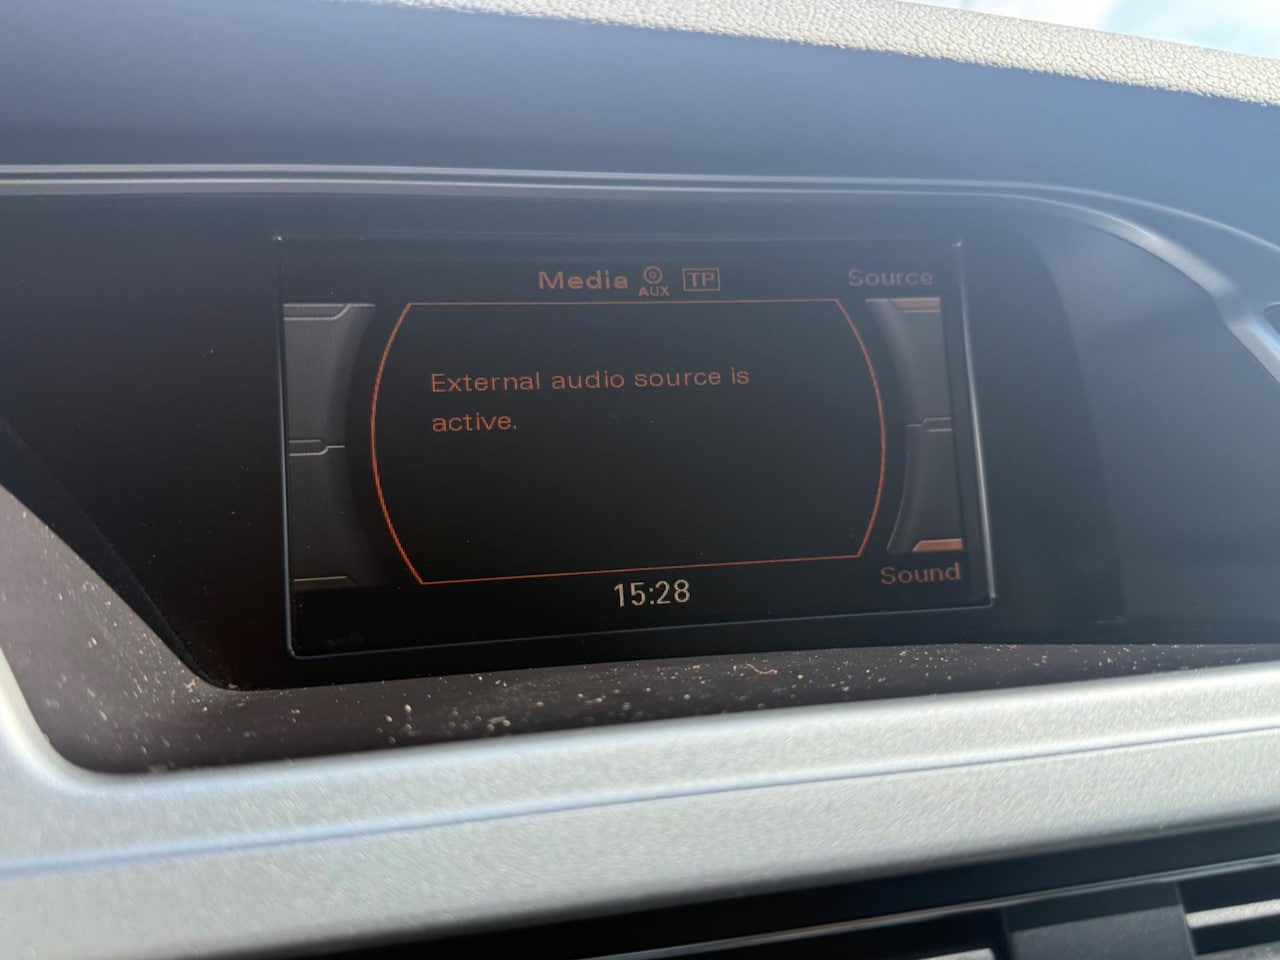 Media AUX TP Source
External audio source is
active.
Sound
15:28